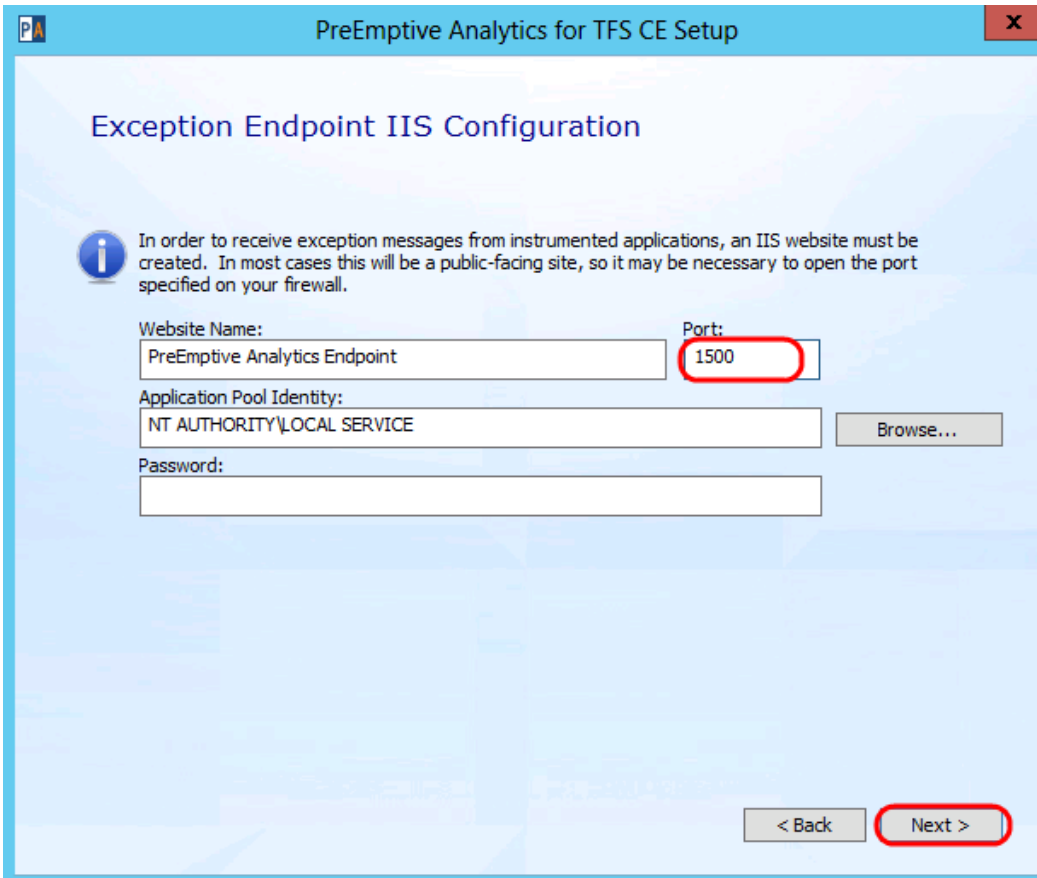 PA
PreEmptive Analytics for TFS CE Setup
x
Exception Endpoint IIS Configuration
i
In order to receive exception messages from instrumented applications, an IIS website must be
created. In most cases this will be a public-facing site, so it may be necessary to open the port
specified on your firewall.
Website Name:
Port:
PreEmptive Analytics Endpoint
1500
Application Pool Identity:
NT AUTHORITY\LOCAL SERVICE
Browse...
Password:
< Back
Next >